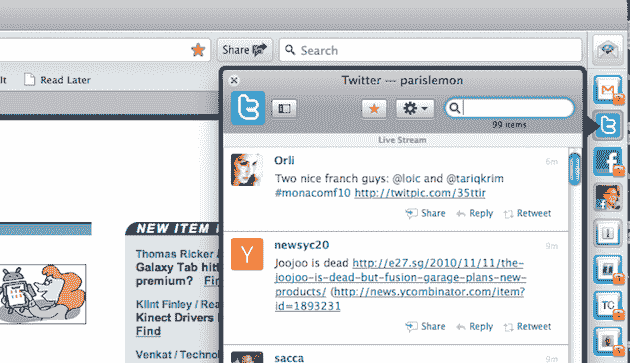 Share
Search
It
Read Later
Twitter --- parislemon
99 items
Live Stream
Orli
6m
Two nice franch guys: @loic and @tariqkrim
#monacomf10 http://twitpic.com/35ttir
Share
Reply
Retweet
newsyc20
9m
Joojoo is dead http://e27.sg/2010/11/11/the-
joojoo-is-dead-but-fusion-garage-plans-new-
products/ (http://news.ycombinator.com/item?
id=1893231
Share
Reply
Retweet
sacca
9m
NEW ITEM
Thomas Ricker &
Galaxy Tab hit
premium? Fin
Klint Finley / Rea
Kinect Drivers
Find
Venkat / Technolo
TC